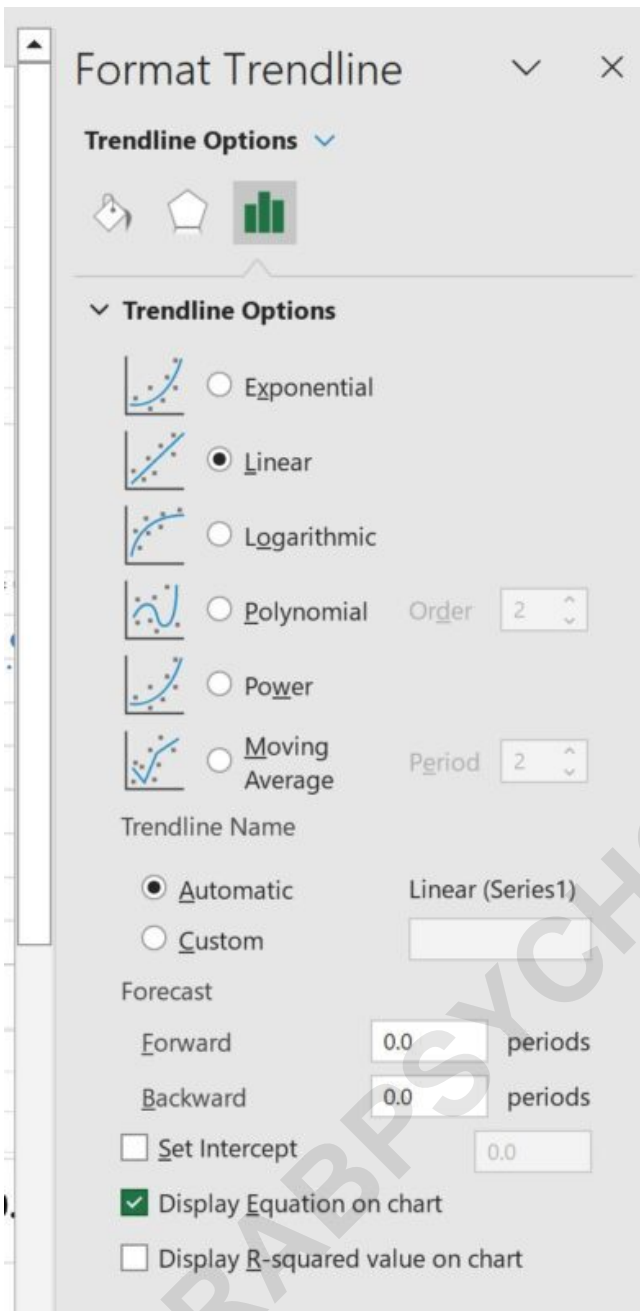 Format Trendline
Trendline Options
Trendline Options
Exponential
Linear
Logarithmic
Polynomial Order 2
Power
Moving
Average Period 2
Trendline Name
Automatic Linear (Series1)
Custom
Forecast
Forward 0.0 periods
Backward 0.0 periods
Set Intercept 0.0
Display Equation on chart
Display R-squared value on chart